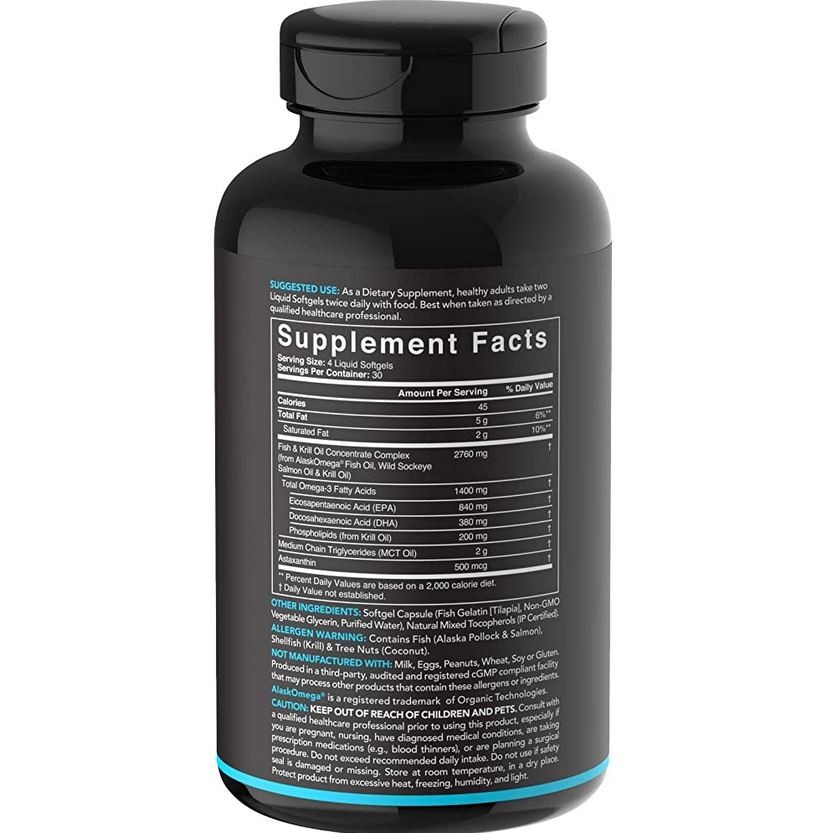 SUGGESTED USE: As a Dietary Supplement, healthy adults take two
Liquid Softgels twice daily with food. Best when taken as directed by a
qualified healthcare professional.
Supplement Facts
Serving Size: 4 Liquid Softgels
Servings Per Container: 30
Amount Per Serving % Daily Value
Calories 45
Total Fat 5 g 6%**
Saturated Fat 2 g 10%**
Fish & Krill Oil Concentrate Complex 2760 mg †
(from AlaskOmega® Fish Oil, Wild Sockeye
Salmon Oil & Krill Oil)
Total Omega-3 Fatty Acids 1400 mg †
Eicosapentaenoic Acid (EPA) 840 mg †
Docosahexaenoic Acid (DHA) 380 mg †
Phospholipids (from Krill Oil) 200 mg †
Medium Chain Triglycerides (MCT Oil) 2 g †
Astaxanthin 500 mcg †
** Percent Daily Values are based on a 2,000 calorie diet.
† Daily Value not established.
OTHER INGREDIENTS: Softgel Capsule (Fish Gelatin [Tilapia], Non-GMO
Vegetable Glycerin, Purified Water), Natural Mixed Tocopherols (IP Certified).
ALLERGEN WARNING: Contains Fish (Alaska Pollock & Salmon),
Shellfish (Krill) & Tree Nuts (Coconut).
NOT MANUFACTURED WITH: Milk, Eggs, Peanuts, Wheat, Soy or Gluten.
Produced in a third-party, audited and registered cGMP compliant facility
that may process other products that contain these allergens or ingredients.
AlaskOmega® is a registered trademark of Organic Technologies.
CAUTION: KEEP OUT OF REACH OF CHILDREN AND PETS. Consult with
a qualified healthcare professional prior to using this product, especially if
you are pregnant, nursing, have diagnosed medical conditions, are taking
prescription medications (e.g., blood thinners), or are planning a surgical
procedure. Do not exceed recommended daily intake. Do not use if safety
seal is damaged or missing. Store at room temperature, in a dry place.
Protect product from excessive heat, freezing, humidity, and light.